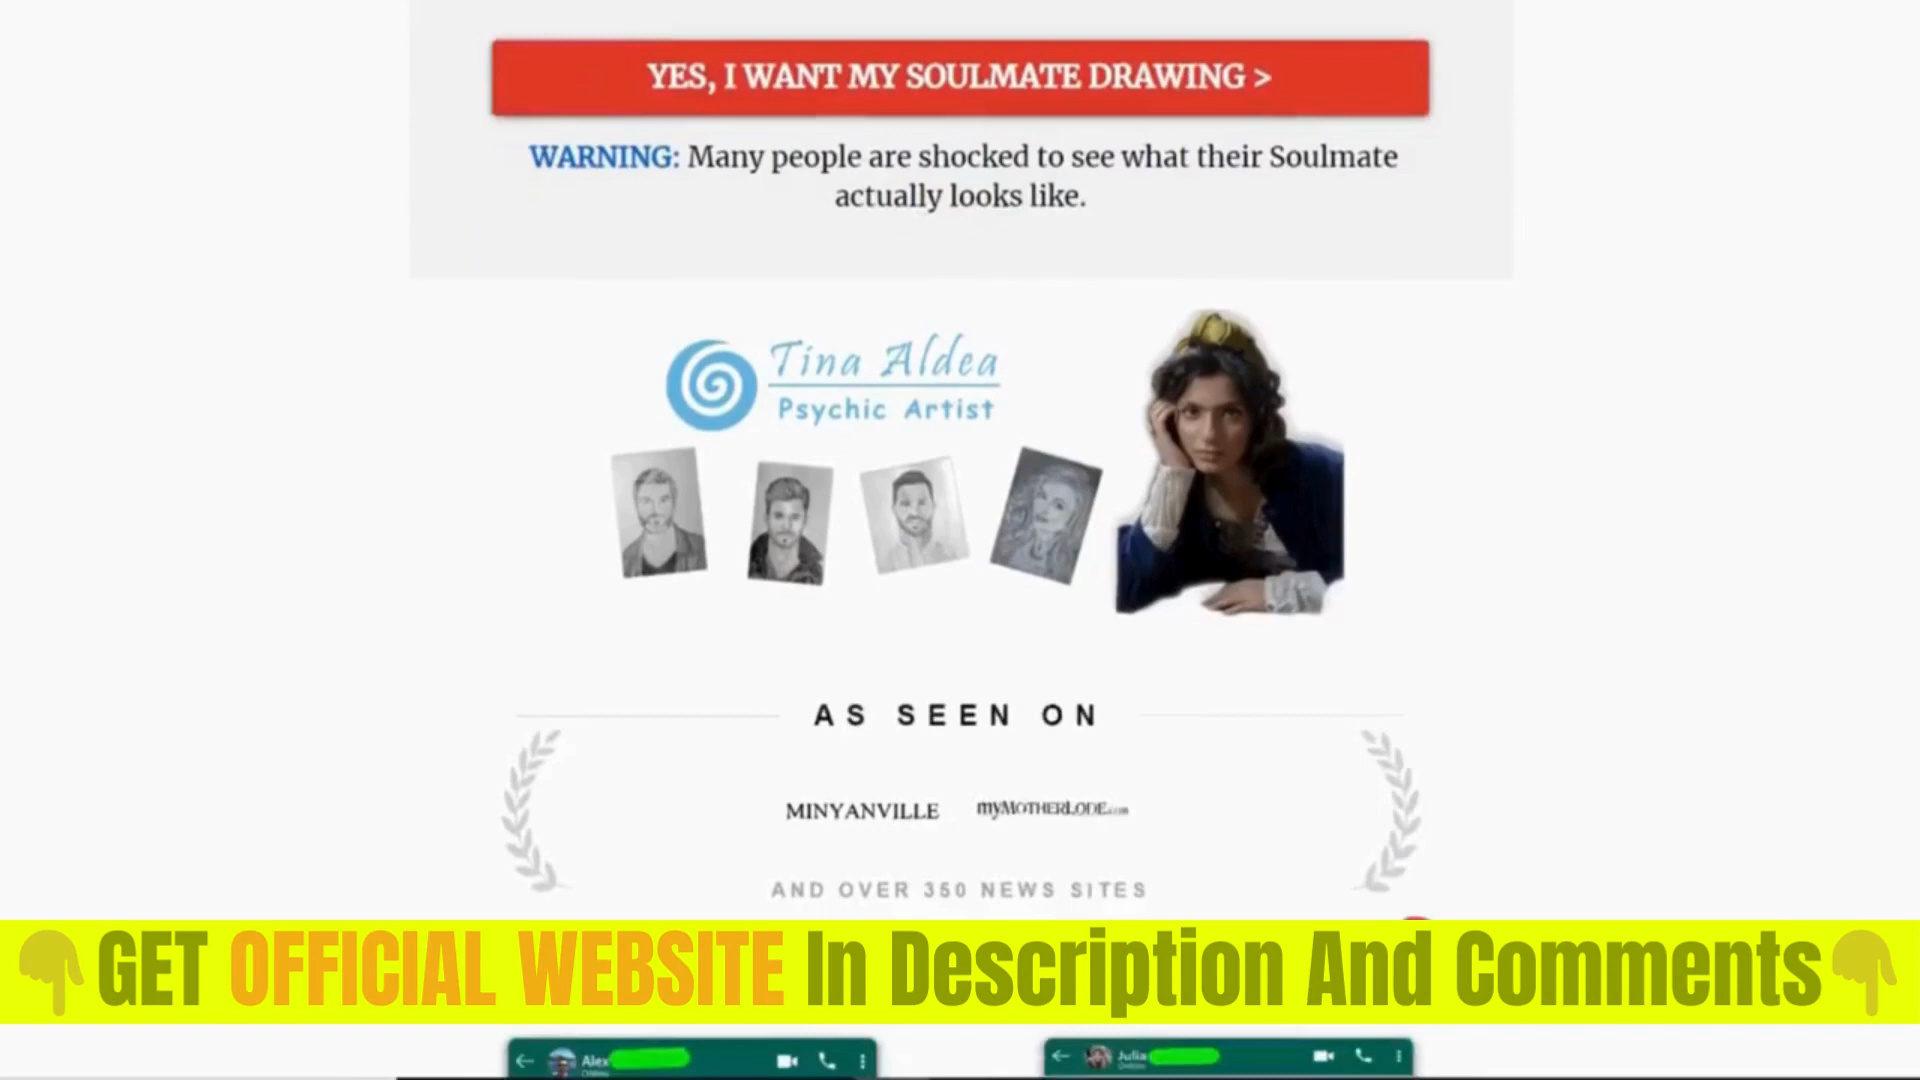 YES, I WANT MY SOULMATE DRAWING >
WARNING: Many people are shocked to see what their Soulmate
actually looks like.
Tina Aldea
Psychic Artist
AS SEEN ON
MINYANVILLE myMOTHERLODE.com
AND OVER 350 NEWS SITES
GET OFFICIAL WEBSITE In Description And Comments
Alex
Julia